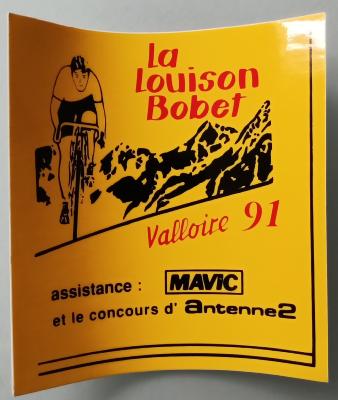 La
Louison
Bobet
Valloire 91
assistance : MAVIC
et le concours d' antenne2